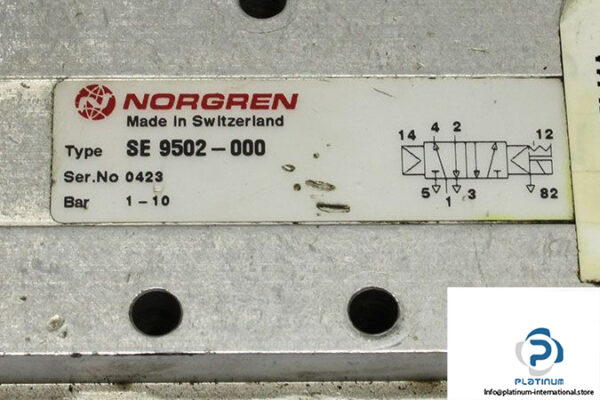 NORGREN
Made in Switzerland
Type SE 9502-000
Ser.No 0423
Bar 1-10
14 4 2 12
5 1 3 82
PLATINUM
Info@platinum-international.store